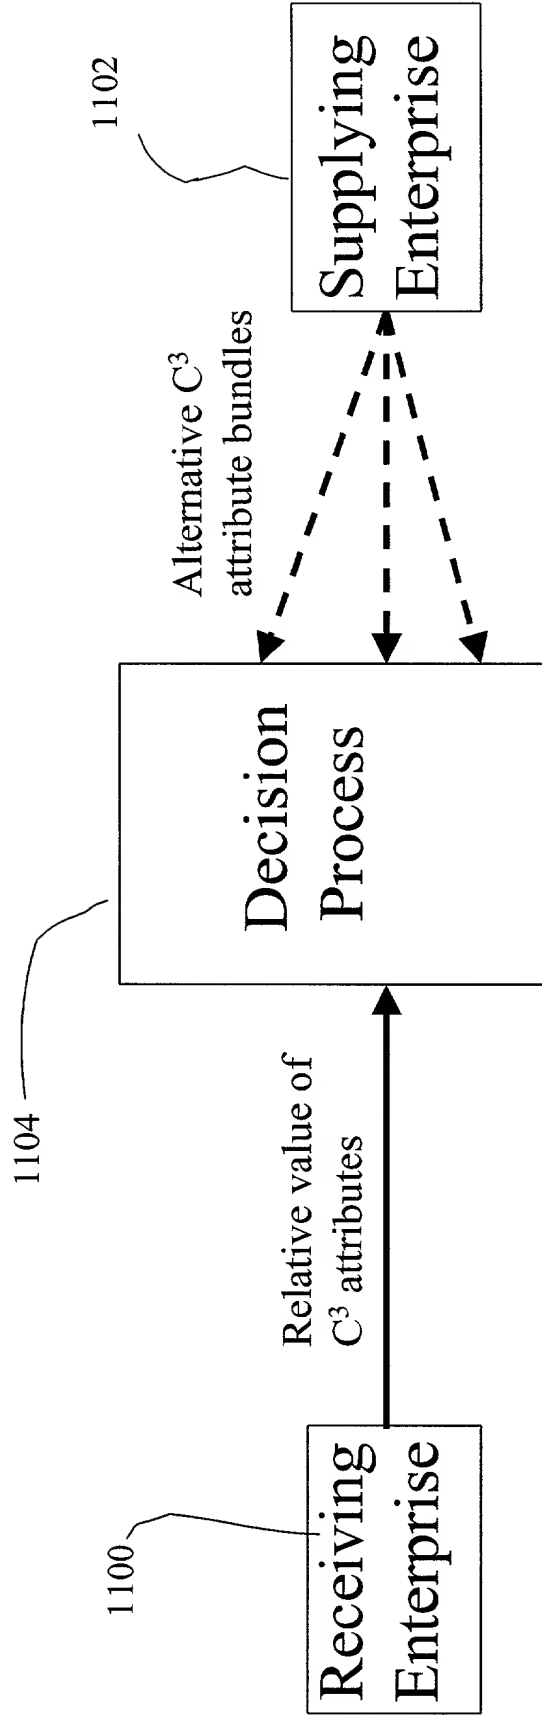 1104
1102
1100
Receiving
Enterprise
Relative value of
C³ attributes
Decision
Process
Alternative C³
attribute bundles
Supplying
Enterprise